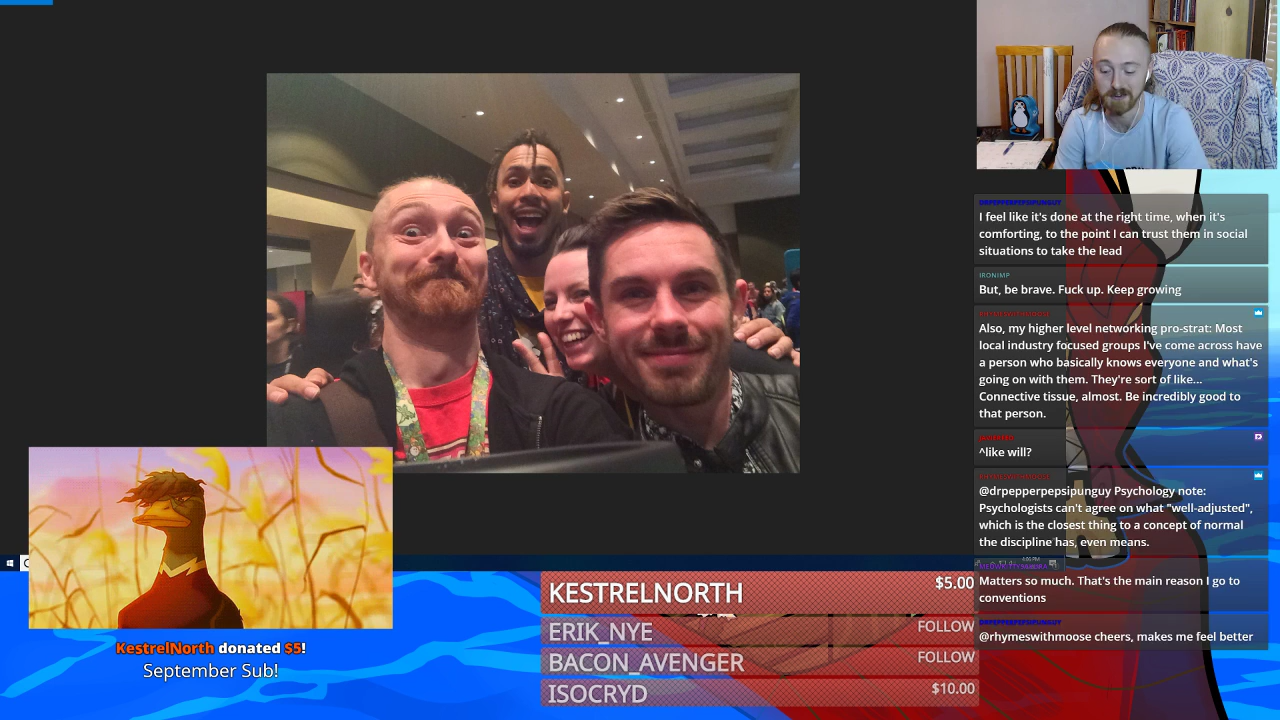 I feel like it's done at the right time, when it's
comforting, to the point I can trust them in social
situations to take the lead
IRONIMP
But, be brave. Fuck up. Keep growing
Also, my higher level networking pro-strat: Most
local industry focused groups I've come across have
a person who basically knows everyone and what's
going on with them. They're sort of like...
Connective tissue, almost. Be incredibly good to
that person.
^like will?
@drpepperpepsipunguy Psychology note:
Psychologists can't agree on what "well-adjusted",
which is the closest thing to a concept of normal
the discipline has, even means.
Matters so much. That's the main reason I go to
conventions
@rhymeswithmoose cheers, makes me feel better
KESTRELNORTH $5.00
ERIK_NYE FOLLOW
BACON_AVENGER FOLLOW
ISOCRYD $10.00
KestrelNorth donated $5!
September Sub!